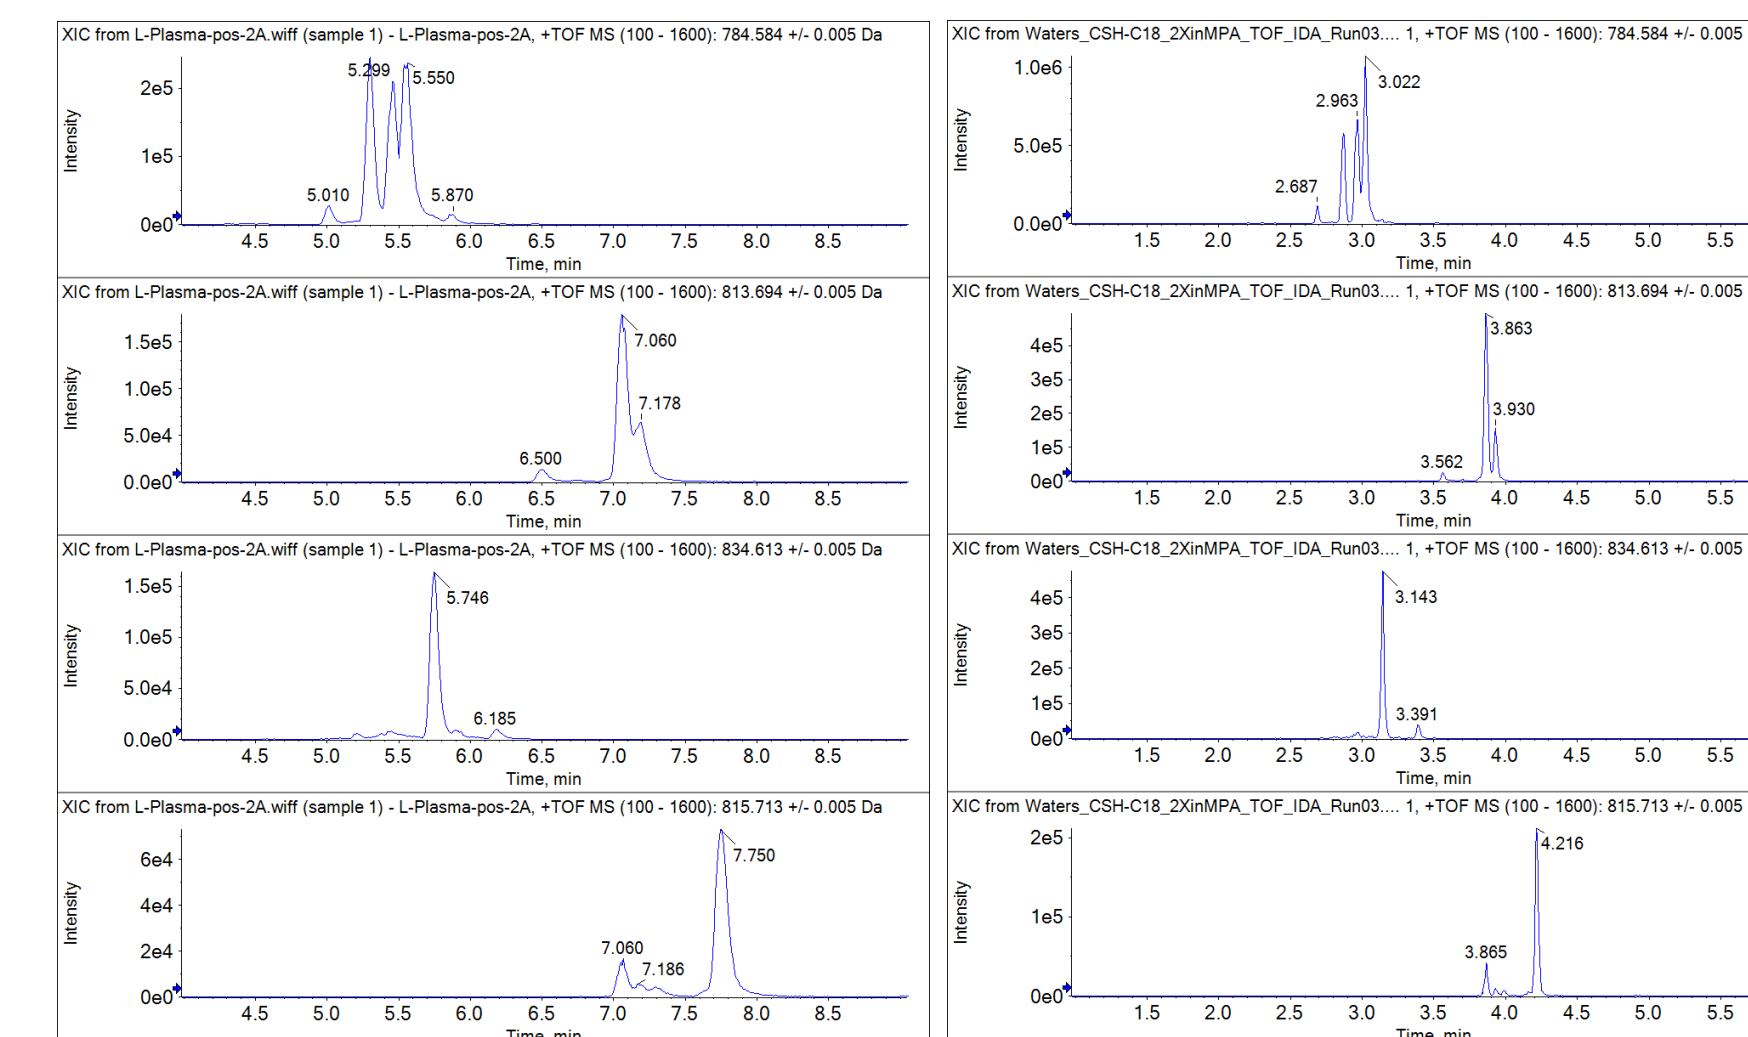 XIC from L-Plasma-pos-2A.wiff (sample 1) - L-Plasma-pos-2A, +TOF MS (100 - 1600): 784.584 +/- 0.005 Da
5.299
5.550
2e5
Intensity
1e5
5.010
5.870
0e0
4.5 5.0 5.5 6.0 6.5 7.0 7.5 8.0 8.5
Time, min
XIC from Waters_CSH-C18_2XinMPA_TOF_IDA_Run03.... 1, +TOF MS (100 - 1600): 784.584 +/- 0.005
1.0e6
3.022
2.963
Intensity
5.0e5
2.687
0.0e0
1.5 2.0 2.5 3.0 3.5 4.0 4.5 5.0 5.5
Time, min
XIC from L-Plasma-pos-2A.wiff (sample 1) - L-Plasma-pos-2A, +TOF MS (100 - 1600): 813.694 +/- 0.005 Da
1.5e5
7.060
Intensity
1.0e5
7.178
5.0e4
6.500
0.0e0
4.5 5.0 5.5 6.0 6.5 7.0 7.5 8.0 8.5
Time, min
XIC from Waters_CSH-C18_2XinMPA_TOF_IDA_Run03.... 1, +TOF MS (100 - 1600): 813.694 +/- 0.005
3.863
4e5
Intensity
3e5
3.930
2e5
1e5
3.562
0e0
1.5 2.0 2.5 3.0 3.5 4.0 4.5 5.0 5.5
Time, min
XIC from L-Plasma-pos-2A.wiff (sample 1) - L-Plasma-pos-2A, +TOF MS (100 - 1600): 834.613 +/- 0.005 Da
1.5e5
5.746
Intensity
1.0e5
5.0e4
6.185
0.0e0
4.5 5.0 5.5 6.0 6.5 7.0 7.5 8.0 8.5
Time, min
XIC from Waters_CSH-C18_2XinMPA_TOF_IDA_Run03.... 1, +TOF MS (100 - 1600): 834.613 +/- 0.005
4e5
3.143
Intensity
3e5
2e5
1e5
3.391
0e0
1.5 2.0 2.5 3.0 3.5 4.0 4.5 5.0 5.5
Time, min
XIC from L-Plasma-pos-2A.wiff (sample 1) - L-Plasma-pos-2A, +TOF MS (100 - 1600): 815.713 +/- 0.005 Da
7.750
6e4
Intensity
4e4
7.060
2e4
7.186
0e0
4.5 5.0 5.5 6.0 6.5 7.0 7.5 8.0 8.5
Time, min
XIC from Waters_CSH-C18_2XinMPA_TOF_IDA_Run03.... 1, +TOF MS (100 - 1600): 815.713 +/- 0.005
2e5
4.216
Intensity
1e5
3.865
0e0
1.5 2.0 2.5 3.0 3.5 4.0 4.5 5.0 5.5
Time, min